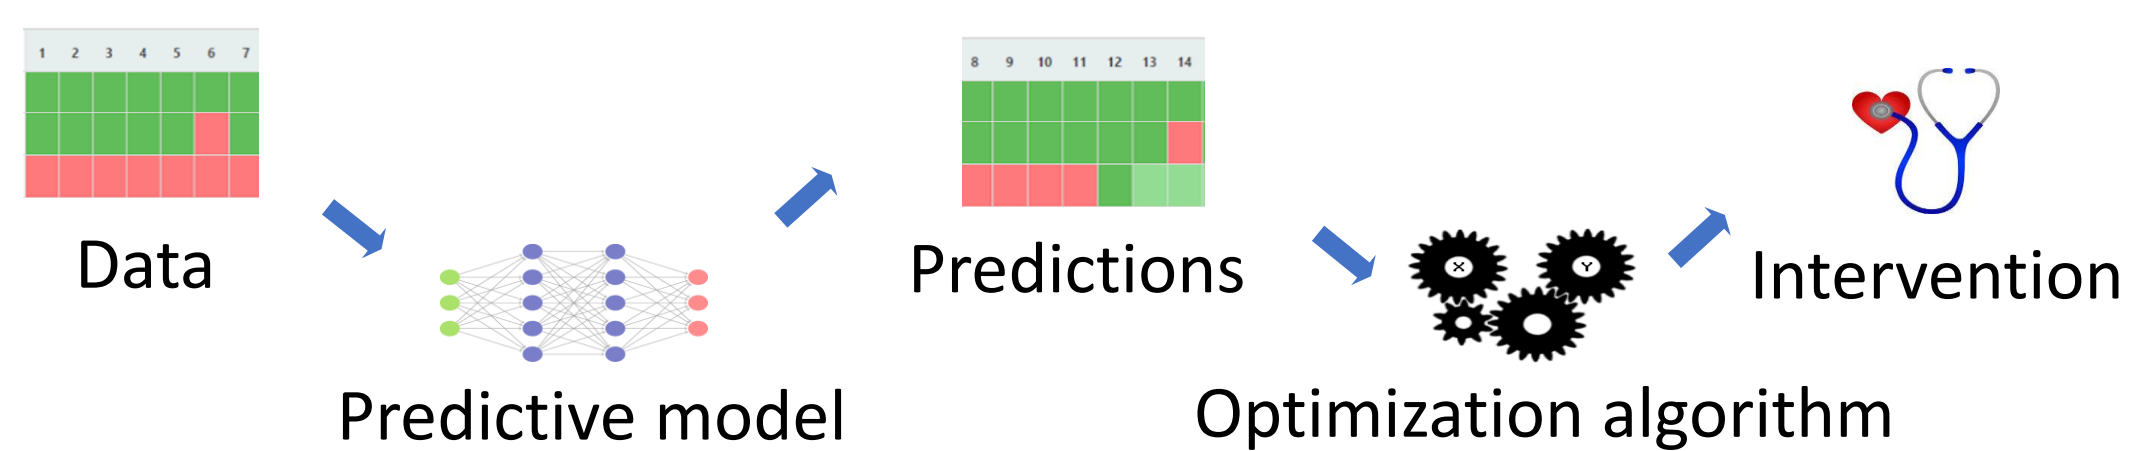 1 2 3 4 5 6 7
Data
Predictive model
8 9 10 11 12 13 14
Predictions
X Y
Optimization algorithm
Intervention